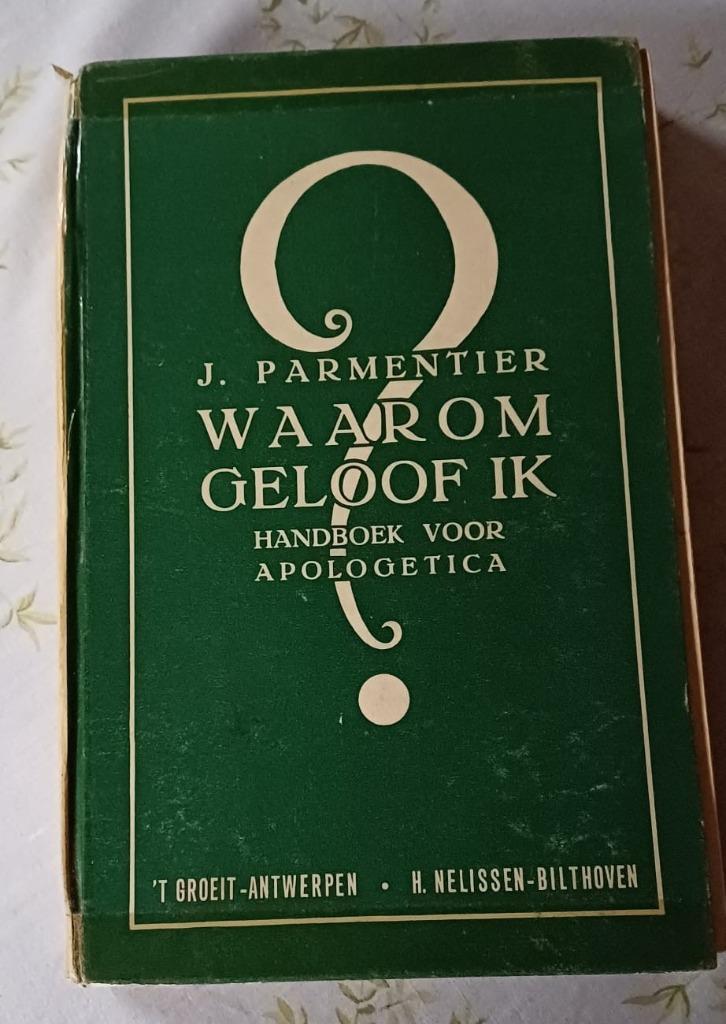 J. PARMENTIER
WAAROM
GELOOF IK
HANDBOEK VOOR
APOLOGETICA
?
'T GROEIT-ANTWERPEN • H. NELISSEN-BILTHOVEN